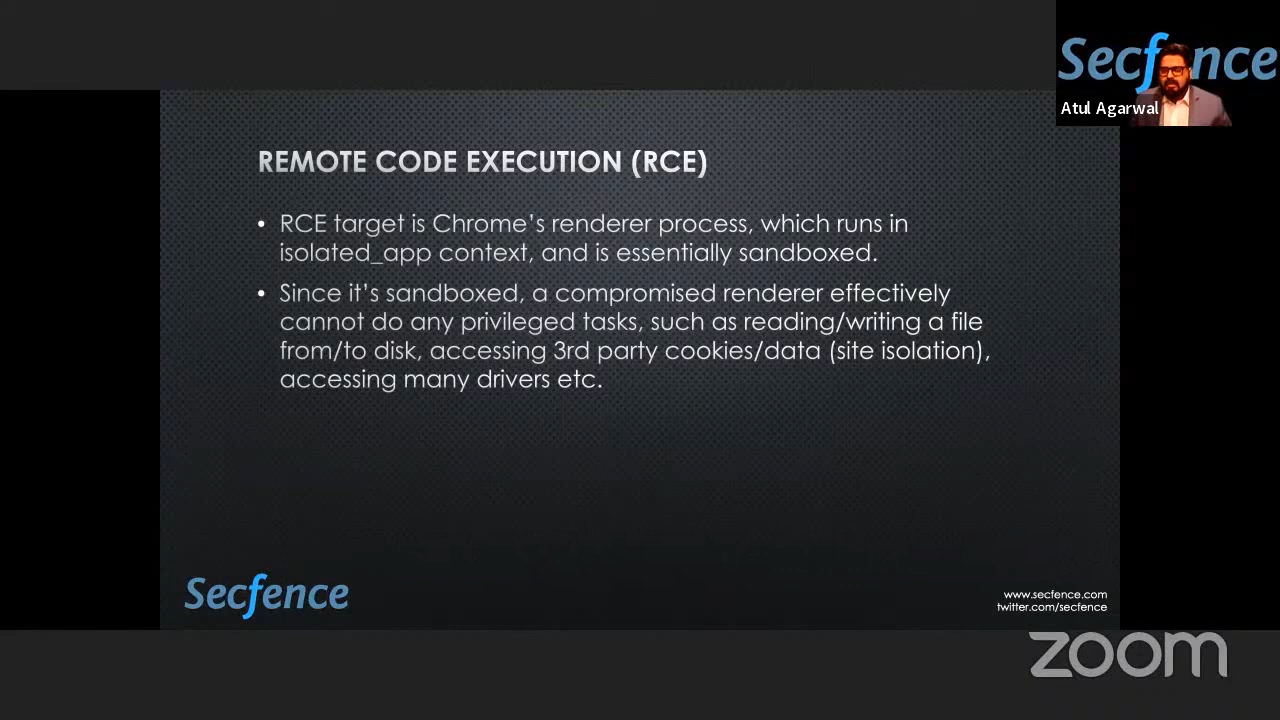 Secfence
Atul Agarwal
REMOTE CODE EXECUTION (RCE)
• RCE target is Chrome’s renderer process, which runs in
isolated_app context, and is essentially sandboxed.
• Since it’s sandboxed, a compromised renderer effectively
cannot do any privileged tasks, such as reading/writing a file
from/to disk, accessing 3rd party cookies/data (site isolation),
accessing many drivers etc.
Secfence
www.secfence.com
twitter.com/secfence
zoom